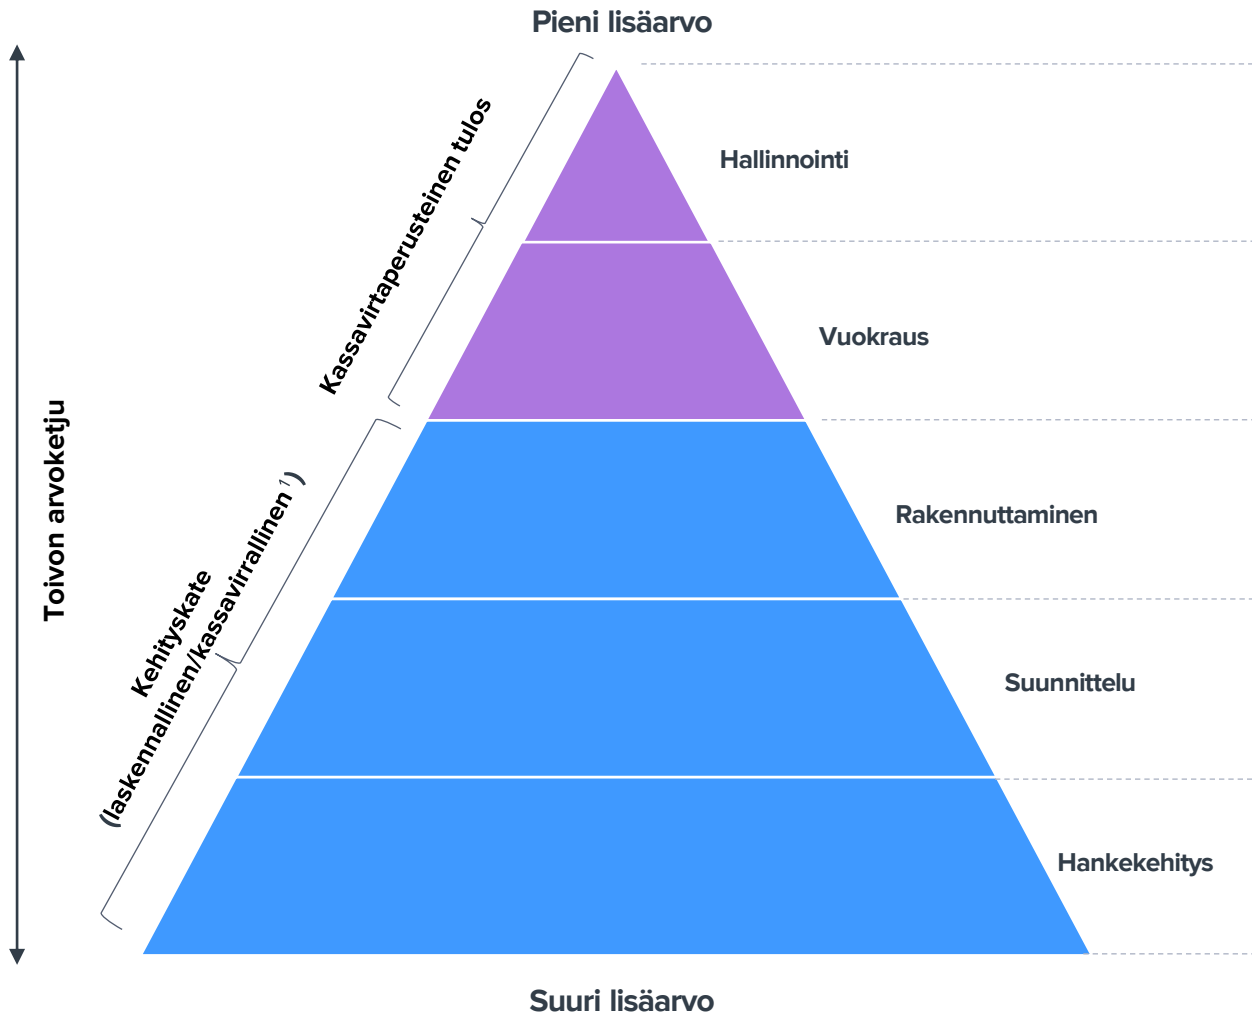 Pieni lisäarvo
Kassavirtaperusteinen tulos
Hallinnointi
Vuokraus
Toivon arvoketju
Kehityskate
(laskennallinen/kassavirrallinen¹)
Rakennuttaminen
Suunnittelu
Hankekehitys
Suuri lisäarvo